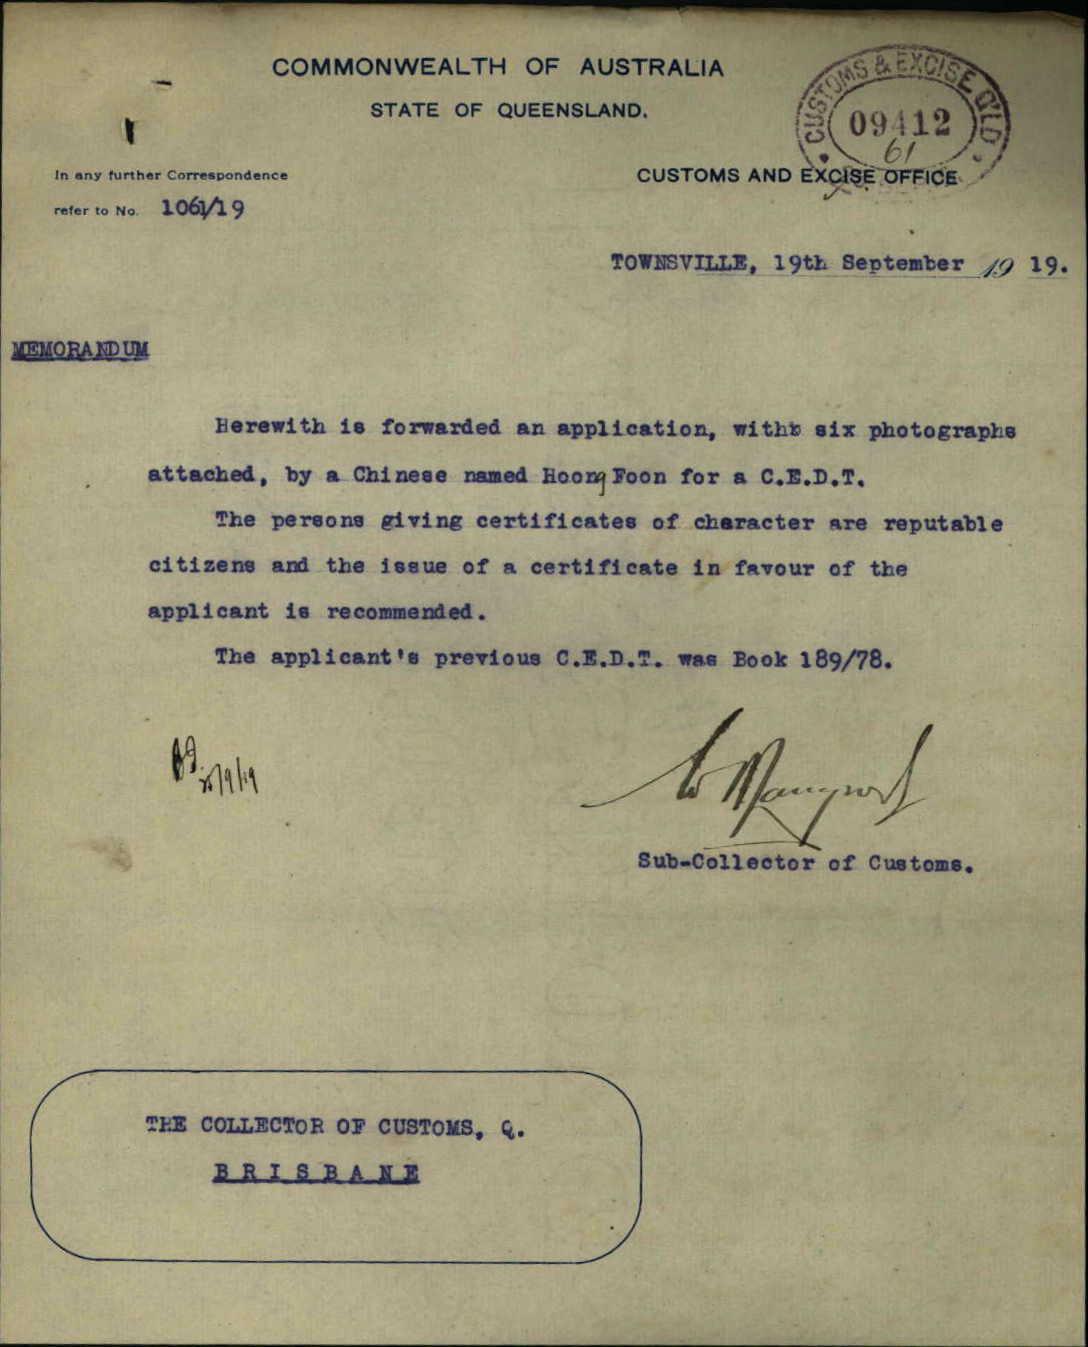 COMMONWEALTH OF AUSTRALIA
STATE OF QUEENSLAND.
CUSTOMS & EXCISE Q'LD
09412
61
In any further Correspondence
refer to No. 1061/19
CUSTOMS AND EXCISE OFFICE
TOWNSVILLE, 19th September 19 19.
MEMORANDUM
Herewith is forwarded an application, with six photographs
attached, by a Chinese named Hoong Foon for a C.E.D.T.
The persons giving certificates of character are reputable
citizens and the issue of a certificate in favour of the
applicant is recommended.
The applicant's previous C.E.D.T. was Book 189/78.
Sub-Collector of Customs.
THE COLLECTOR OF CUSTOMS, Q.
BRISBANE